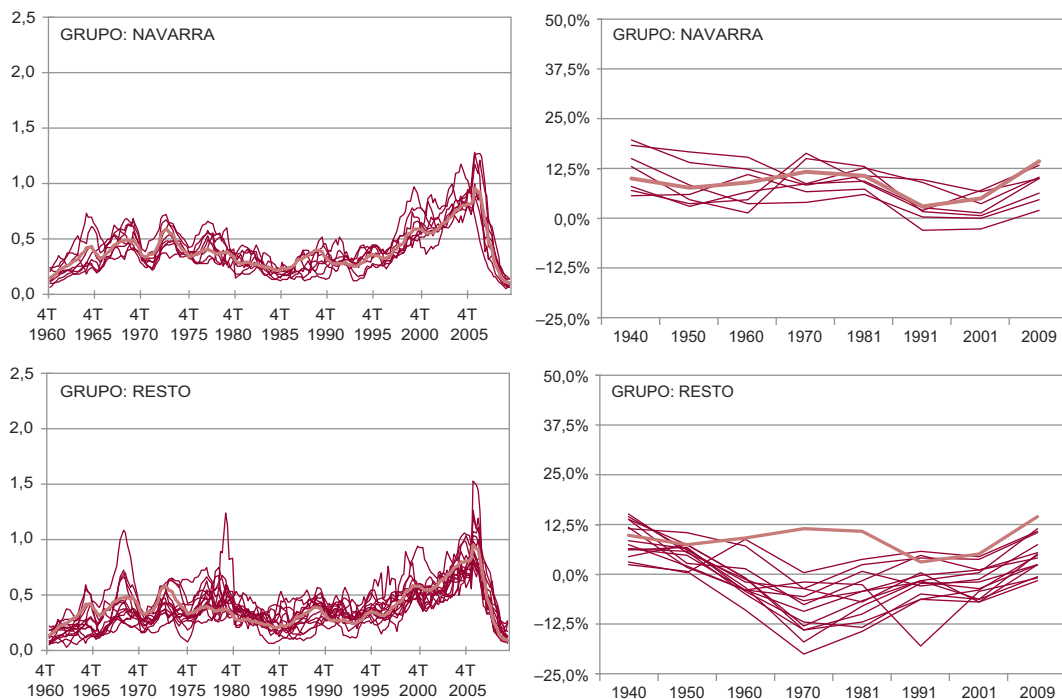 GRUPO: NAVARRA
2,5
2,0
1,5
1,0
0,5
0,0
4T 4T 4T 4T 4T 4T 4T 4T 4T 4T
1960 1965 1970 1975 1980 1985 1990 1995 2000 2005
GRUPO: NAVARRA
50,0%
37,5%
25,0%
12,5%
0,0%
–12,5%
–25,0%
1940 1950 1960 1970 1981 1991 2001 2009
GRUPO: RESTO
2,5
2,0
1,5
1,0
0,5
0,0
4T 4T 4T 4T 4T 4T 4T 4T 4T 4T
1960 1965 1970 1975 1980 1985 1990 1995 2000 2005
GRUPO: RESTO
50,0%
37,5%
25,0%
12,5%
0,0%
–12,5%
–25,0%
1940 1950 1960 1970 1981 1991 2001 2009